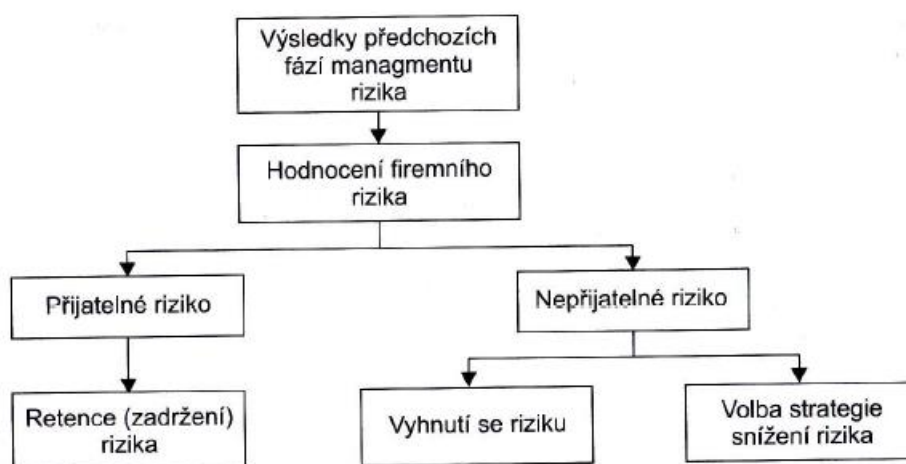 Výsledky předchozích
fází managmentu
rizika
Hodnocení firemního
rizika
Přijatelné riziko
Nepřijatelné riziko
Retence (zadržení)
rizika
Vyhnutí se riziku
Volba strategie
snížení rizika